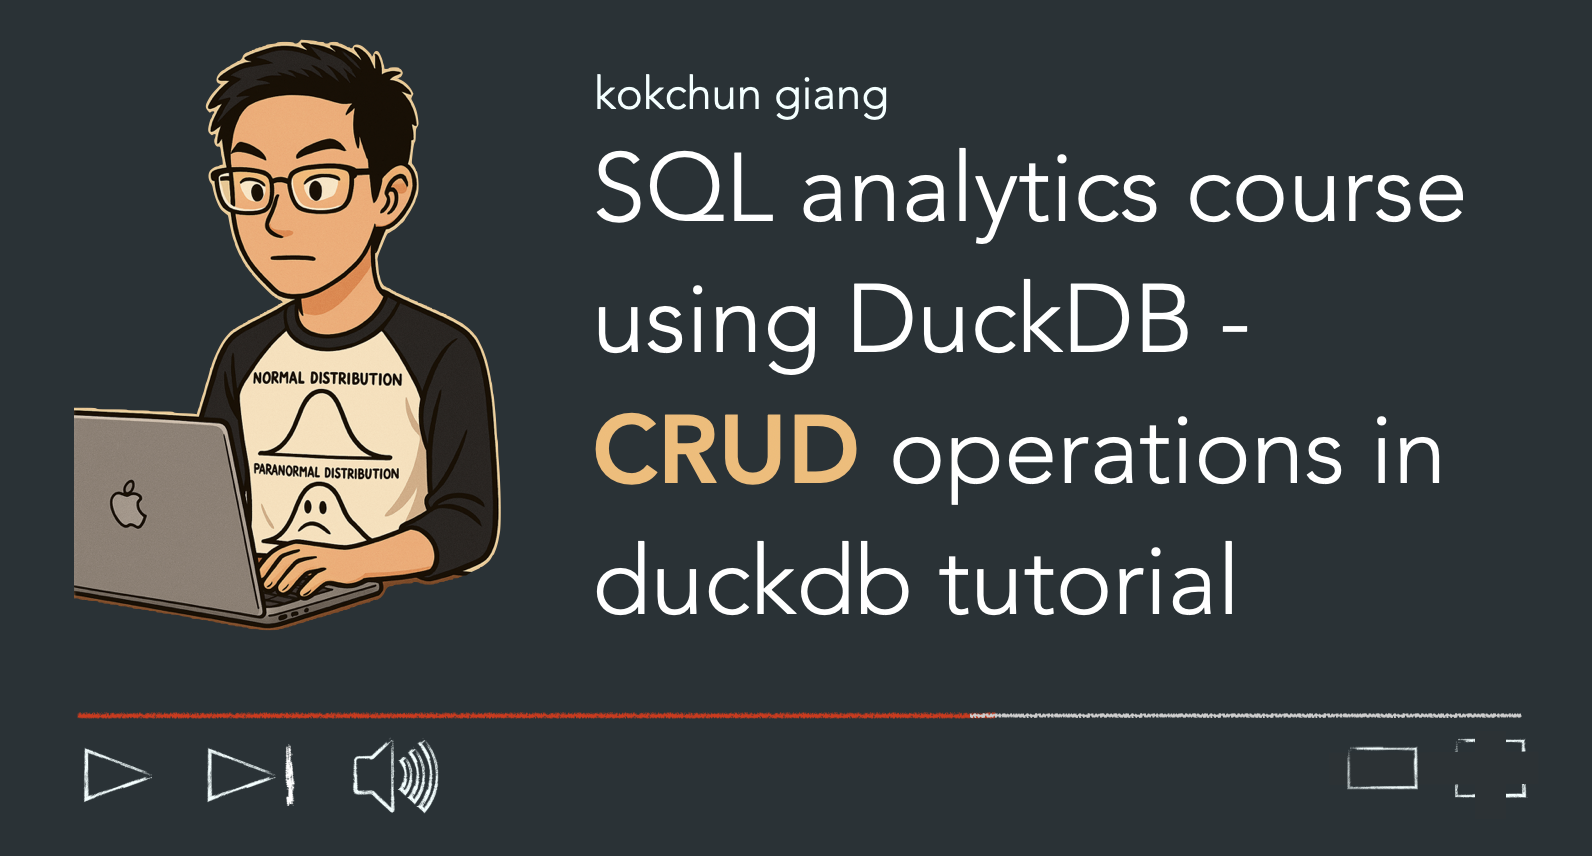 kokchun giang
SQL analytics course
using DuckDB -
CRUD operations in
duckdb tutorial
NORMAL DISTRIBUTION
PARANORMAL DISTRIBUTION